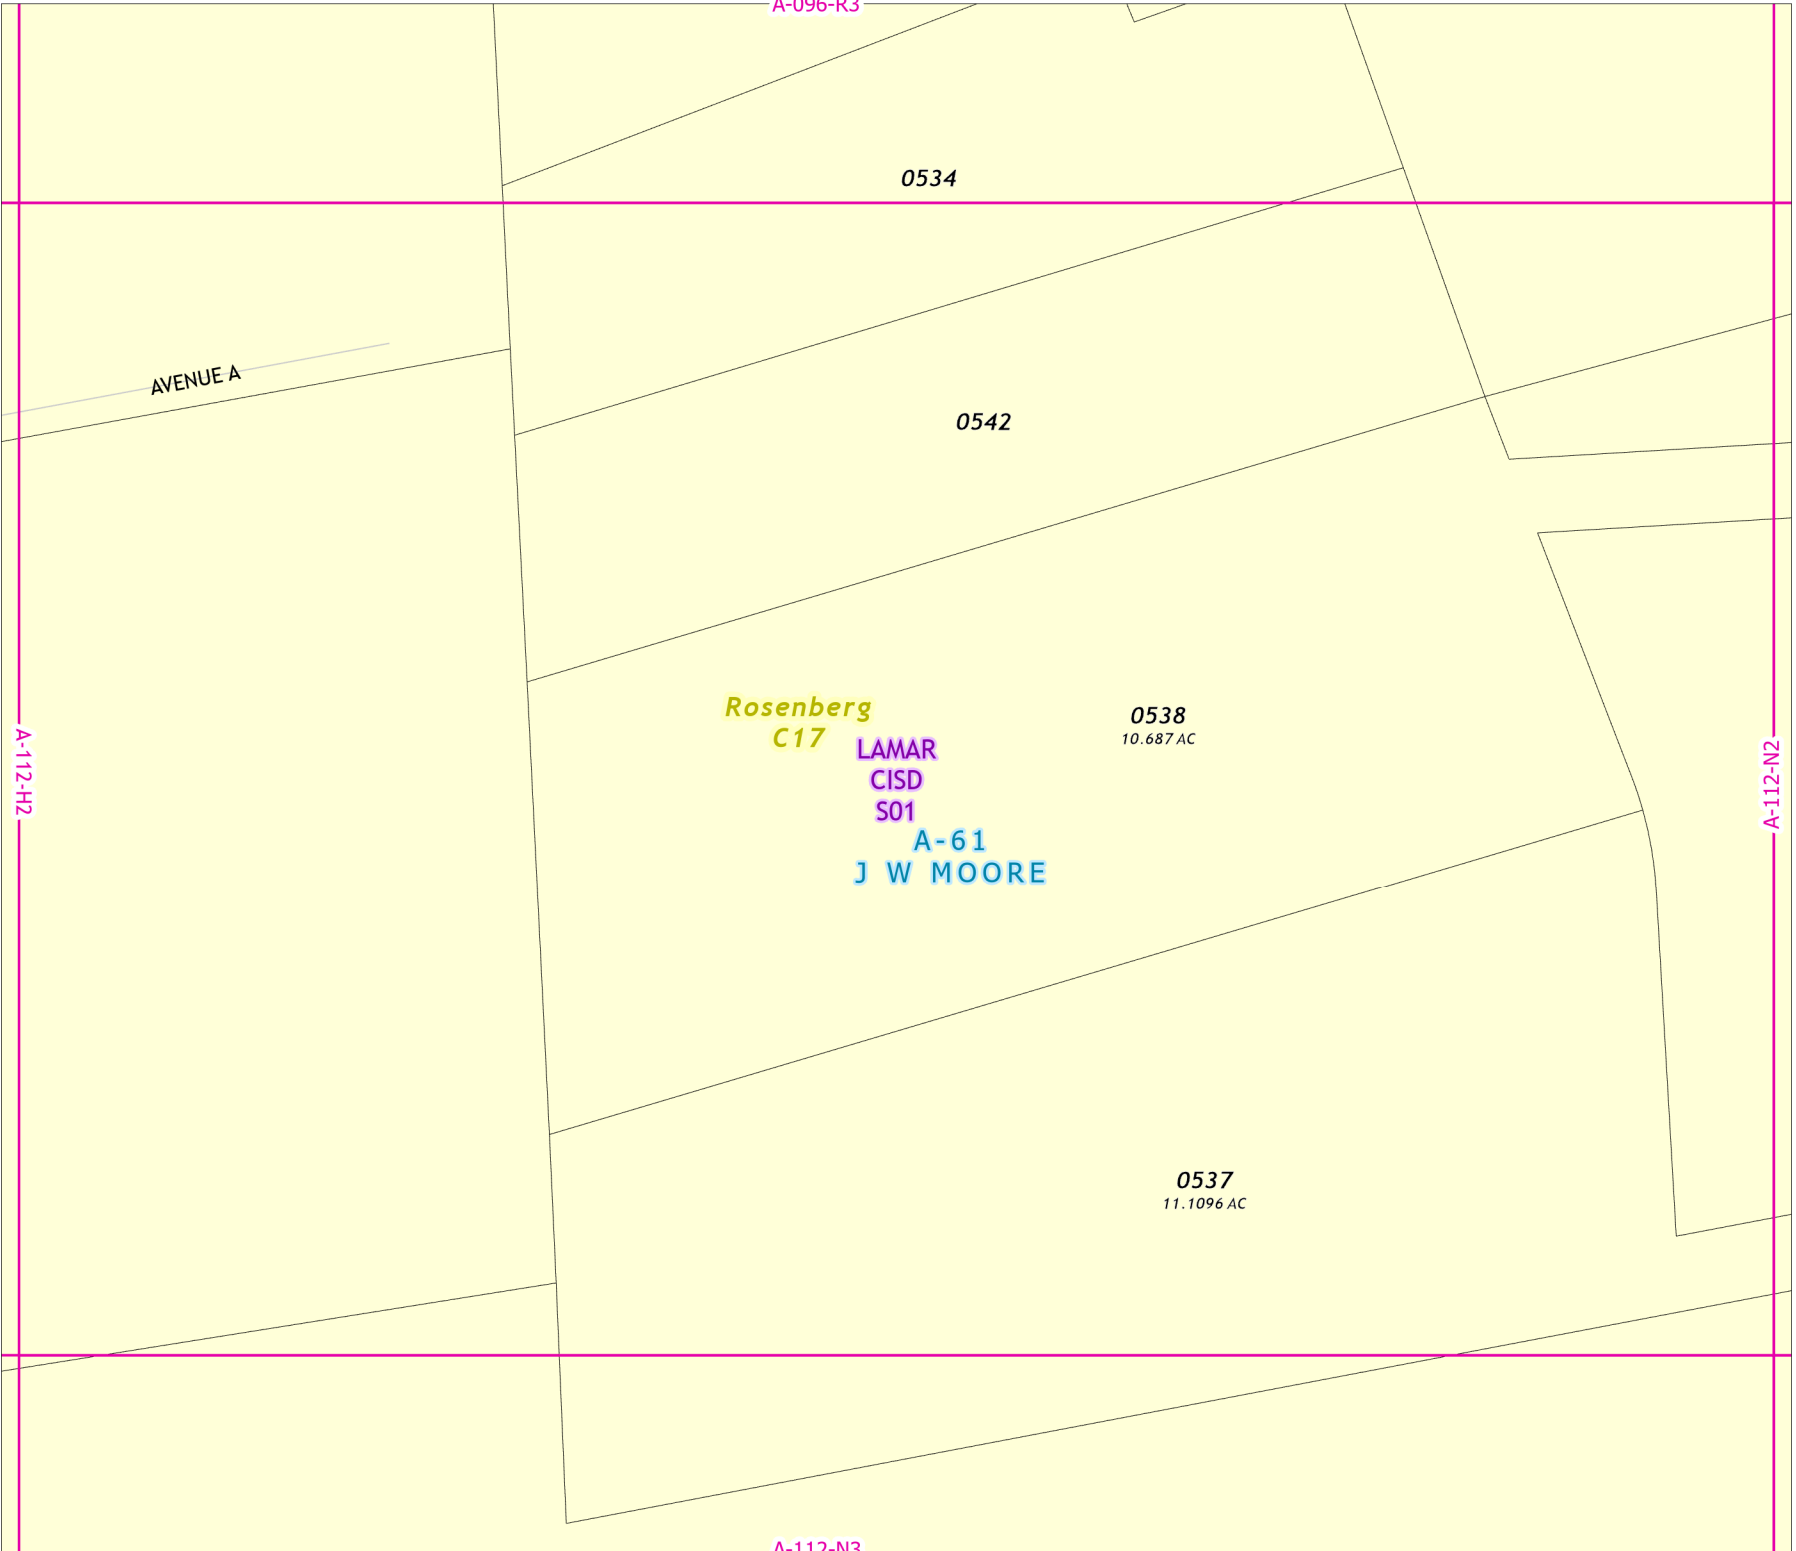 A-096-R3
0534
AVENUE A
0542
Rosenberg
C17
LAMAR
CISD
S01
A-61
J W MOORE
0538
10.687 AC
A-112-H2
A-112-N2
0537
11.1096 AC
A-112-N3